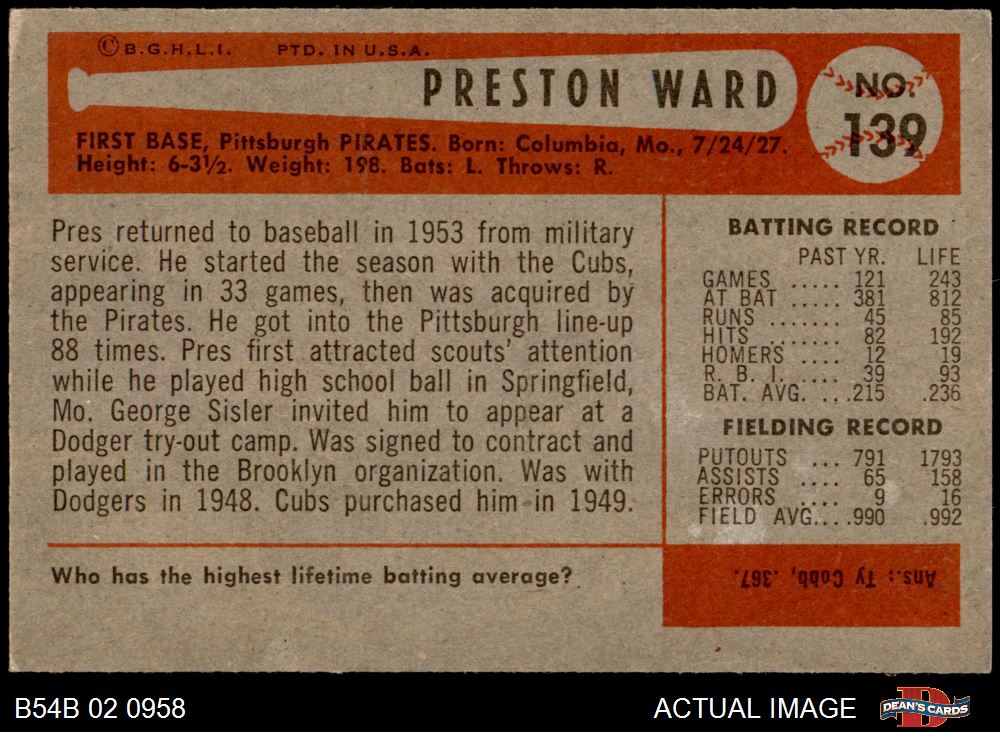 ©B.G.H.L.I. PTD. IN U.S.A.
PRESTON WARD
NO. 139
FIRST BASE, Pittsburgh PIRATES. Born: Columbia, Mo., 7/24/27.
Height: 6-3½. Weight: 198. Bats: L. Throws: R.
Pres returned to baseball in 1953 from military
service. He started the season with the Cubs,
appearing in 33 games, then was acquired by
the Pirates. He got into the Pittsburgh line-up
88 times. Pres first attracted scouts' attention
while he played high school ball in Springfield,
Mo. George Sisler invited him to appear at a
Dodger try-out camp. Was signed to contract and
played in the Brooklyn organization. Was with
Dodgers in 1948. Cubs purchased him in 1949.
BATTING RECORD
PAST YR. LIFE
GAMES ..... 121 243
AT BAT ..... 381 812
RUNS ....... 45 85
HITS ....... 82 192
HOMERS .... 12 19
R. B. I. .... 39 93
BAT. AVG. ...215 .236
FIELDING RECORD
PUTOUTS ... 791 1793
ASSISTS .... 65 158
ERRORS .... 9 16
FIELD AVG....990 .992
Who has the highest lifetime batting average?
Ans.: Ty Cobb, .367.
B54B 02 0958
ACTUAL IMAGE
DEAN'S CARDS